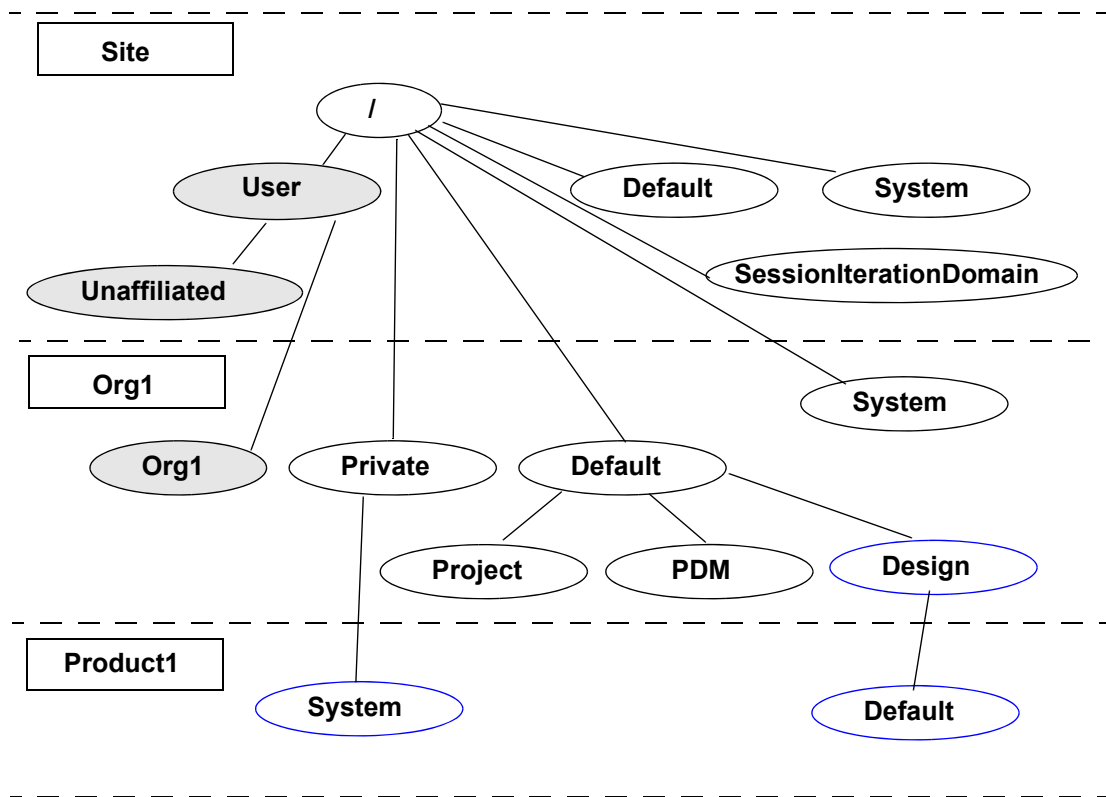 Site
/
User
Default
System
SessionIterationDomain
Unaffiliated
Org1
System
Org1
Private
Default
Project
PDM
Design
Product1
System
Default